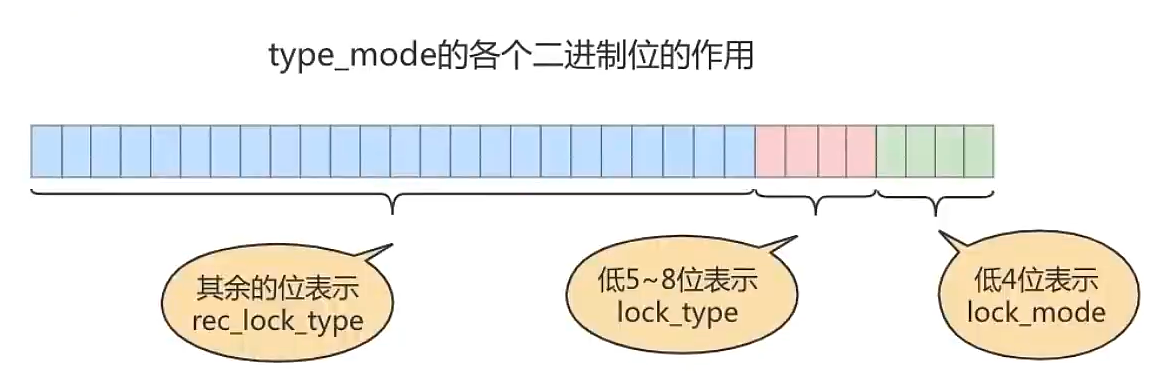 type_mode的各个二进制位的作用
其余的位表示
rec_lock_type
低5~8位表示
lock_type
低4位表示
lock_mode